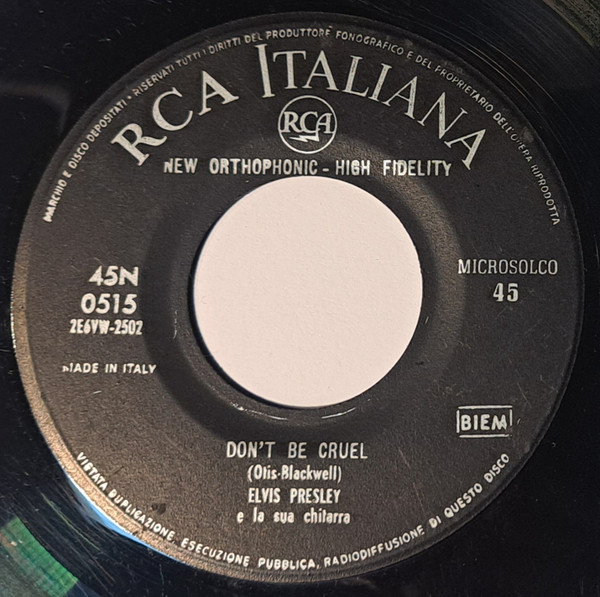 MARCHIO E DISCO DEPOSITATI • RISERVATI TUTTI I DIRITTI DEL PRODUTTORE FONOGRAFICO E DEL PROPRIETARIO DELL'OPERA RIPRODOTTA
RCA ITALIANA
RCA
NEW ORTHOPHONIC - HIGH FIDELITY
45N
0515
2E6VW-2502
MADE IN ITALY
MICROSOLCO
45
BIEM
DON'T BE CRUEL
(Otis-Blackwell)
ELVIS PRESLEY
e la sua chitarra
VIETATA DUPLICAZIONE, ESECUZIONE PUBBLICA, RADIODIFFUSIONE DI QUESTO DISCO